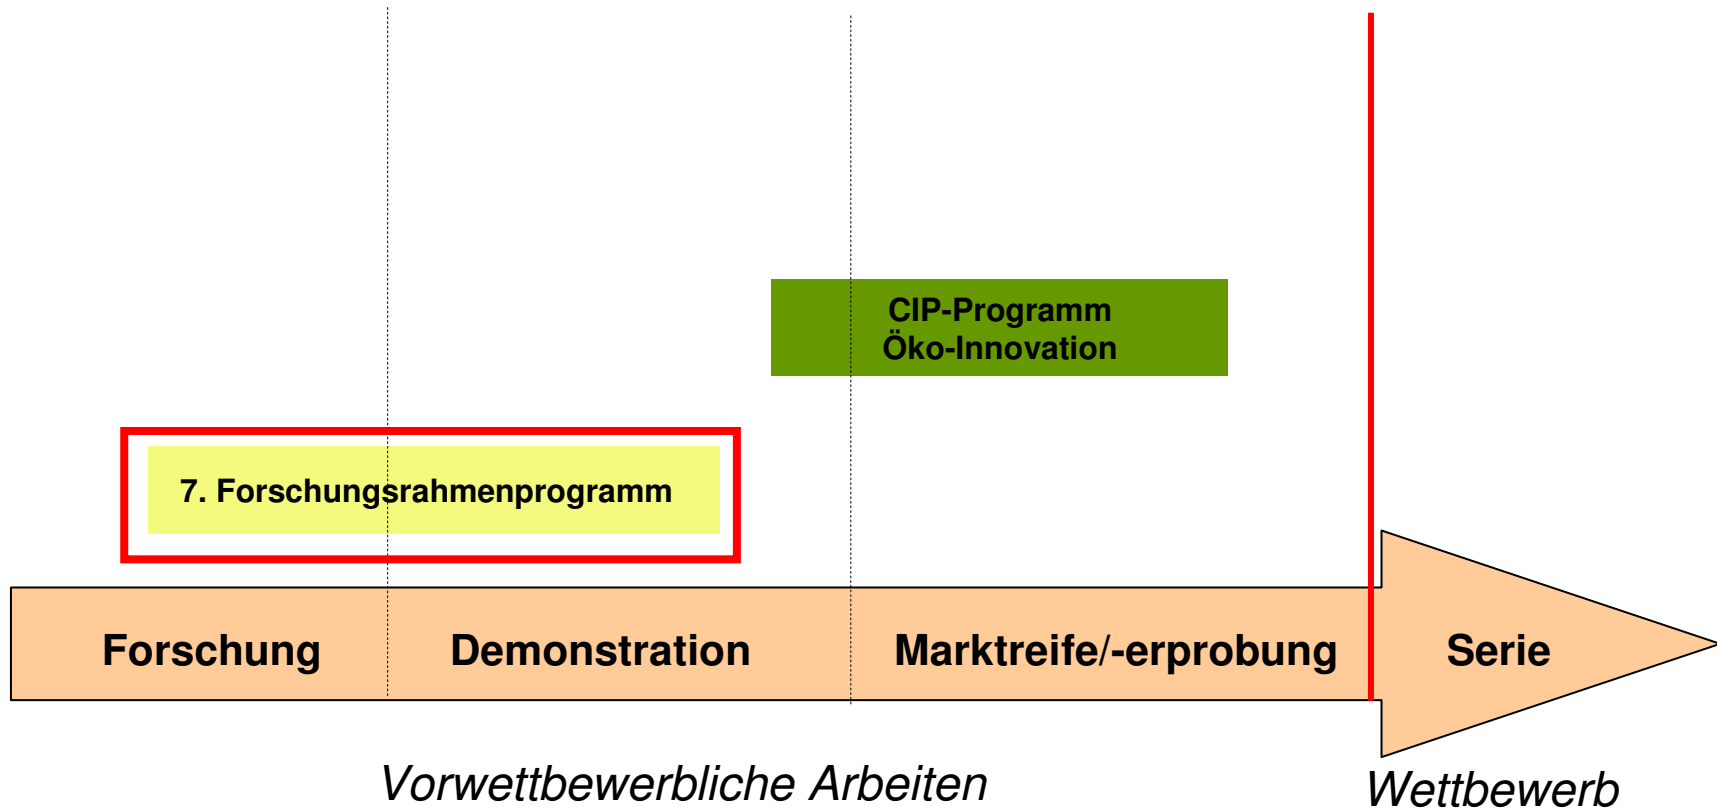 CIP-Programm
Öko-Innovation
7. Forschungsrahmenprogramm
Forschung
Demonstration
Marktreife/-erprobung
Serie
Vorwettbewerbliche Arbeiten
Wettbewerb